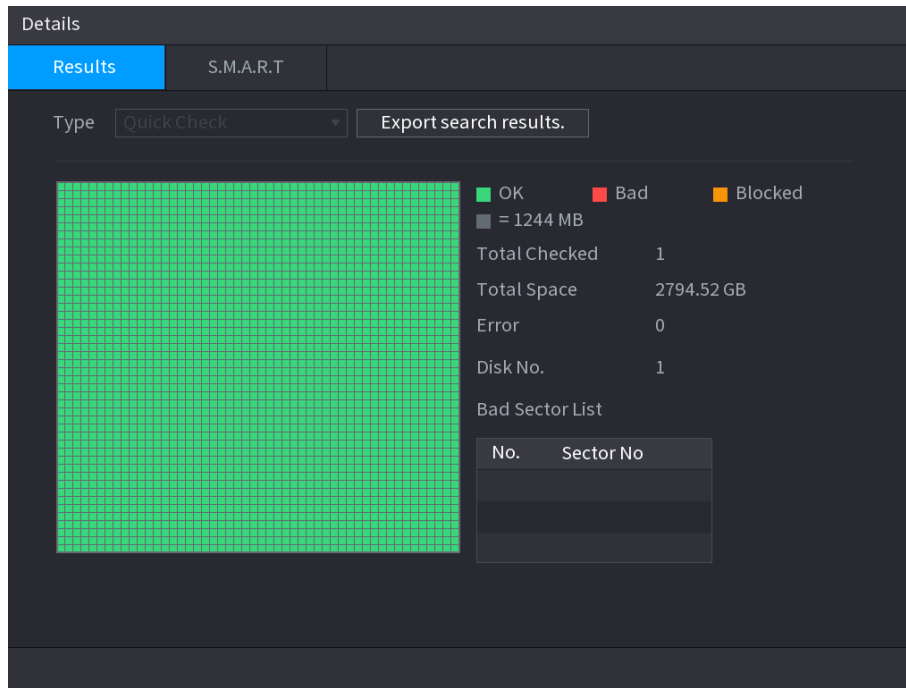 Details
Results S.M.A.R.T
Type Quick Check Export search results.
OK Bad Blocked
= 1244 MB
Total Checked 1
Total Space 2794.52 GB
Error 0
Disk No. 1
Bad Sector List
No. Sector No